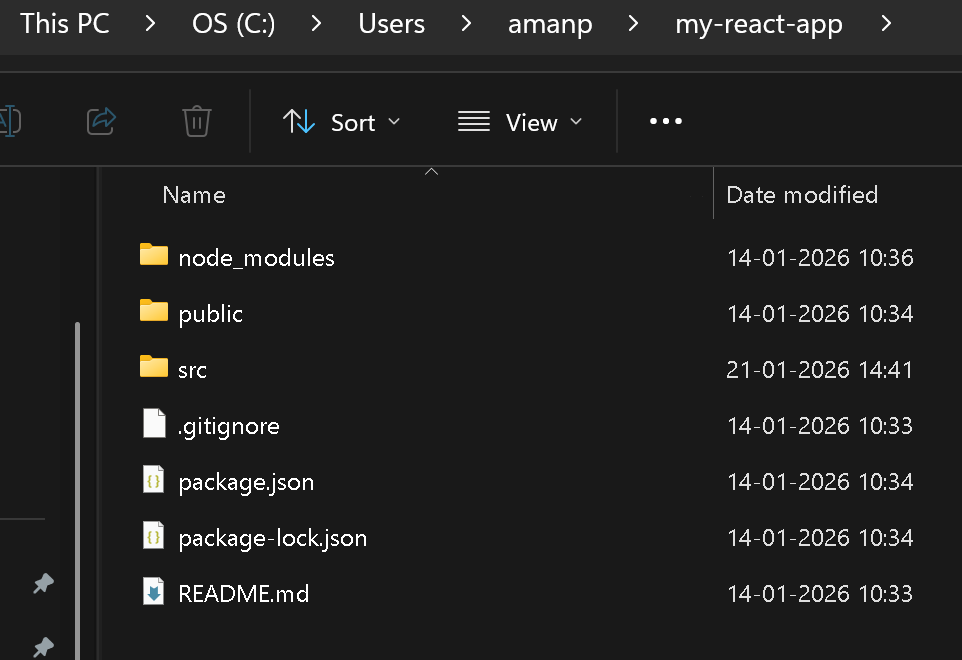 This PC > OS (C:) > Users > amanp > my-react-app >
Sort View •••
Name Date modified
node_modules 14-01-2026 10:36
public 14-01-2026 10:34
src 21-01-2026 14:41
.gitignore 14-01-2026 10:33
package.json 14-01-2026 10:34
package-lock.json 14-01-2026 10:34
README.md 14-01-2026 10:33